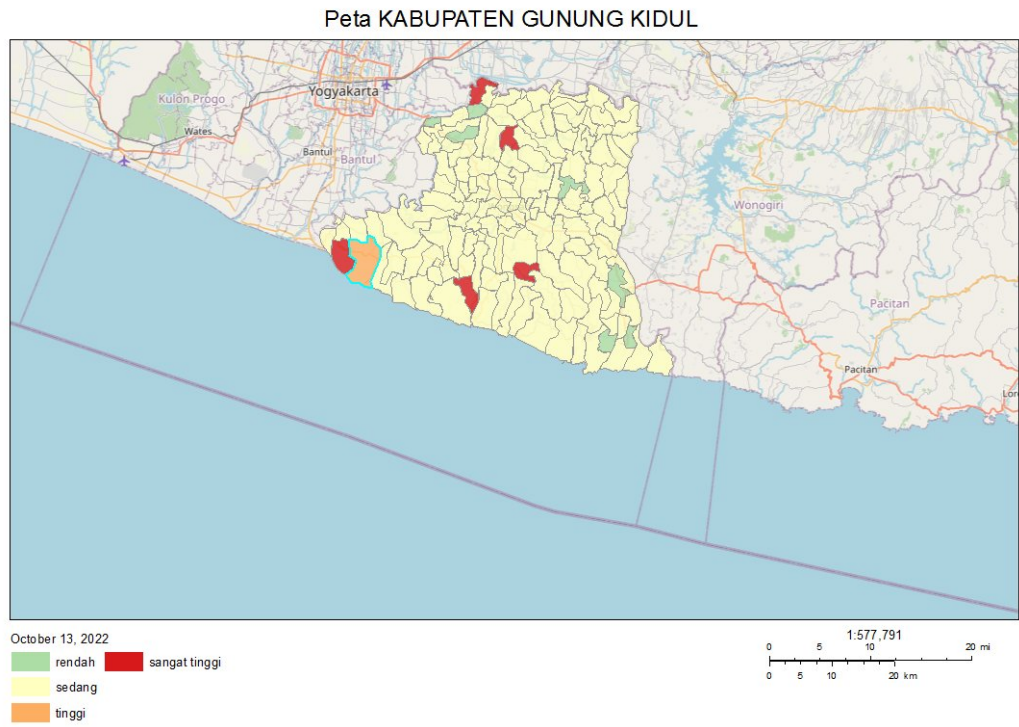 Peta KABUPATEN GUNUNG KIDUL
Kulon Progo
Yogyakarta
Wates
Bantul
Bantul
Wonogiri
Pacitan
Pacitan
Lor
October 13, 2022
rendah
sangat tinggi
sedang
tinggi
1:577,791
0 5 10 20 mi
0 5 10 20 km